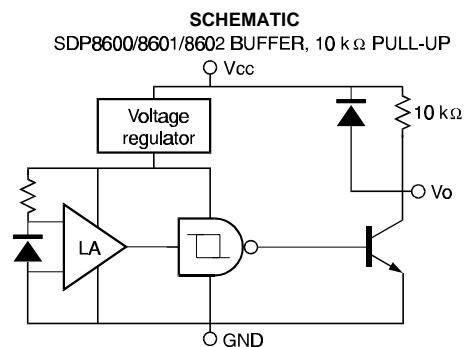 SCHEMATIC
SDP8600/8601/8602 BUFFER, 10 kΩ PULL-UP
Vcc
Voltage
regulator
10 kΩ
Vo
LA
GND